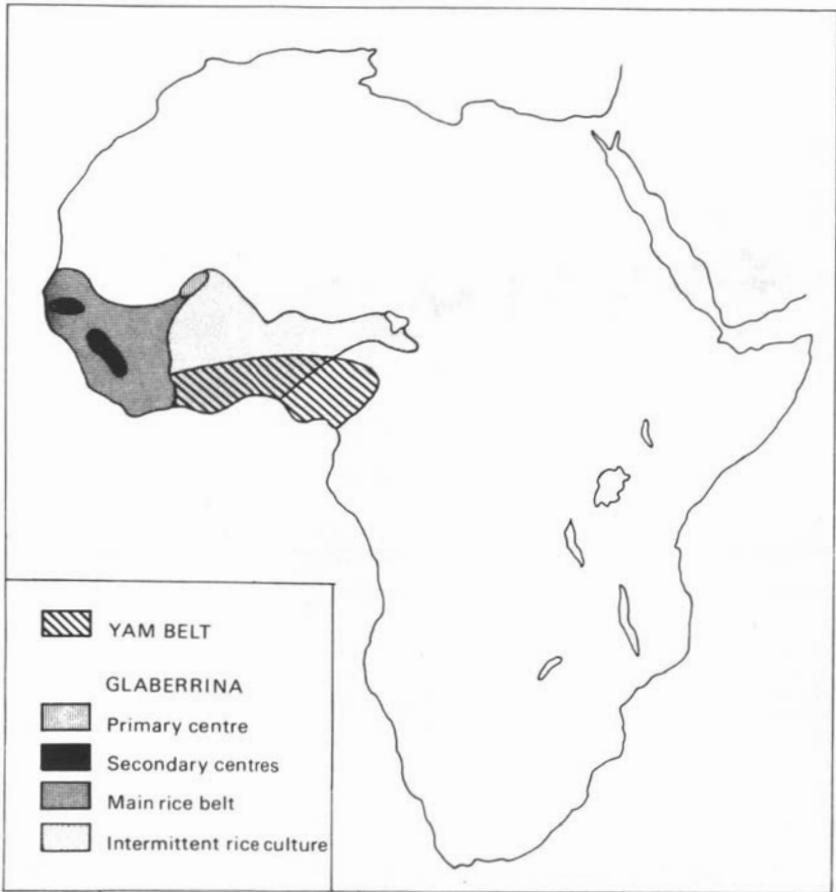 YAM BELT
GLABERRINA
Primary centre
Secondary centres
Main rice belt
Intermittent rice culture